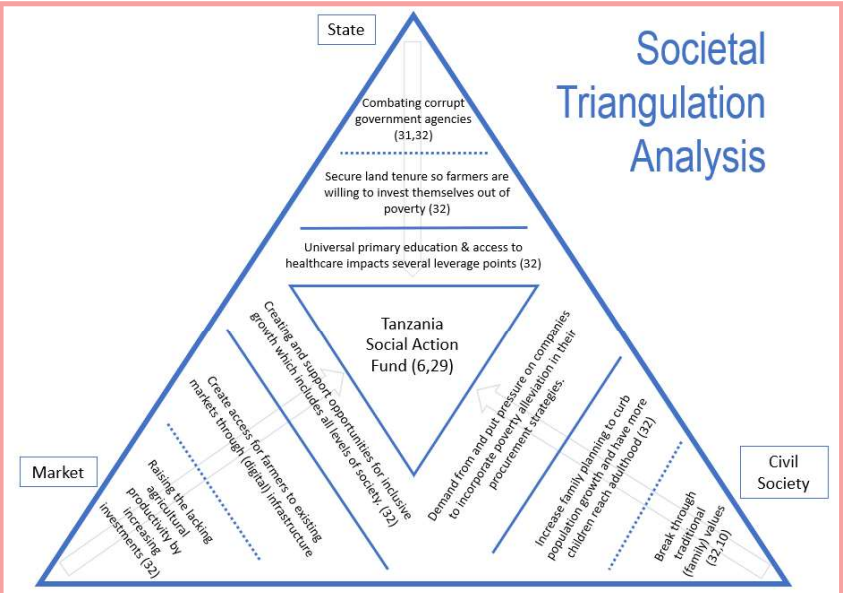 State
Societal
Triangulation
Analysis
Combating corrupt
government agencies
(31,32)
Secure land tenure so farmers are
willing to invest themselves out of
poverty (32)
Universal primary education & access to
healthcare impacts several leverage points (32)
Tanzania
Social Action
Fund (6,29)
Market
Raising the lacking
agricultural
productivity by
increasing
investments (32)
Create access for farmers to existing
markets through (digital) infrastructure
Creating and support opportunities for inclusive
growth which includes all levels of society. (32)
Demand from and put pressure on companies
to incorporate poverty alleviation in their
procurement strategies.
Increase family planning to curb
population growth and have more
children reach adulthood (32)
Break through
traditional
(family) values
(32,10)
Civil
Society